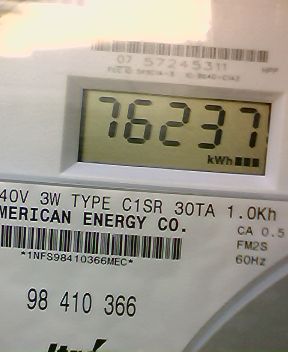 07 57245311
76237
kWh
40V 3W TYPE C1SR 30TA 1.0Kh
MERICAN ENERGY CO.
CA 0.5
FM2S
60Hz
*1NFS98410366MEC*
98 410 366